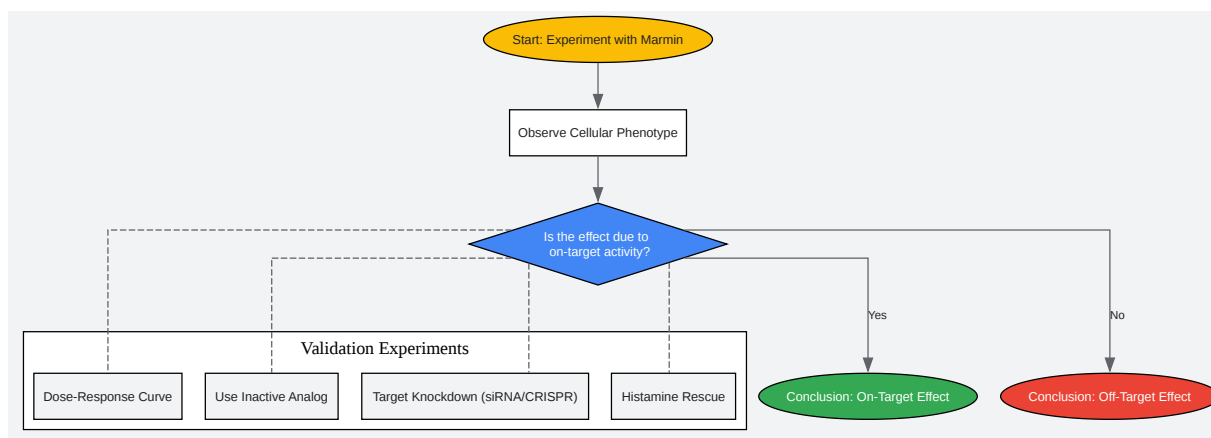 Start: Experiment with Marmin
Observe Cellular Phenotype
Is the effect due to
on-target activity?
Yes
No
Validation Experiments
Dose-Response Curve
Use Inactive Analog
Target Knockdown (siRNA/CRISPR)
Histamine Rescue
Conclusion: On-Target Effect
Conclusion: Off-Target Effect